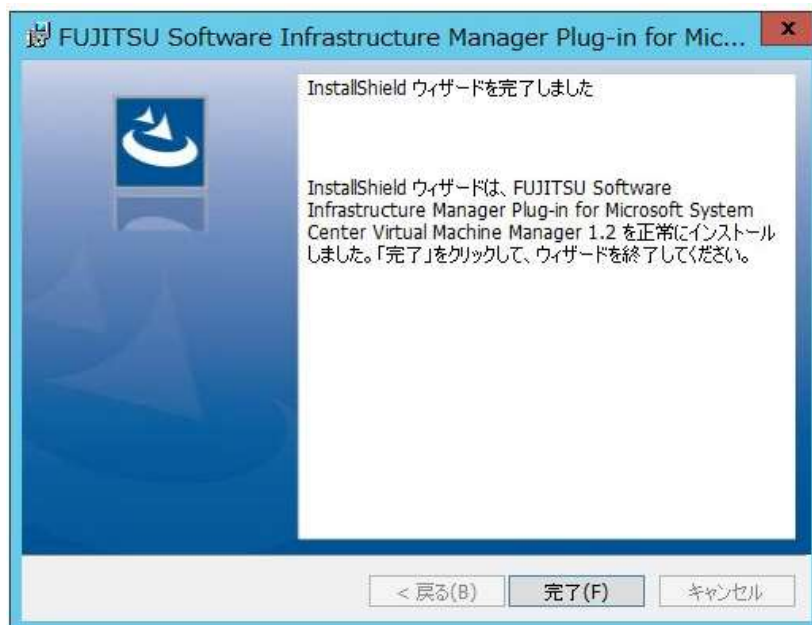 FUJITSU Software Infrastructure Manager Plug-in for Mic...
x
InstallShield ウィザードを完了しました
InstallShield ウィザードは、FUJITSU Software
Infrastructure Manager Plug-in for Microsoft System
Center Virtual Machine Manager 1.2 を正常にインストール
しました。「完了」をクリックして、ウィザードを終了してください。
< 戻る(B)
完了(F)
キャンセル